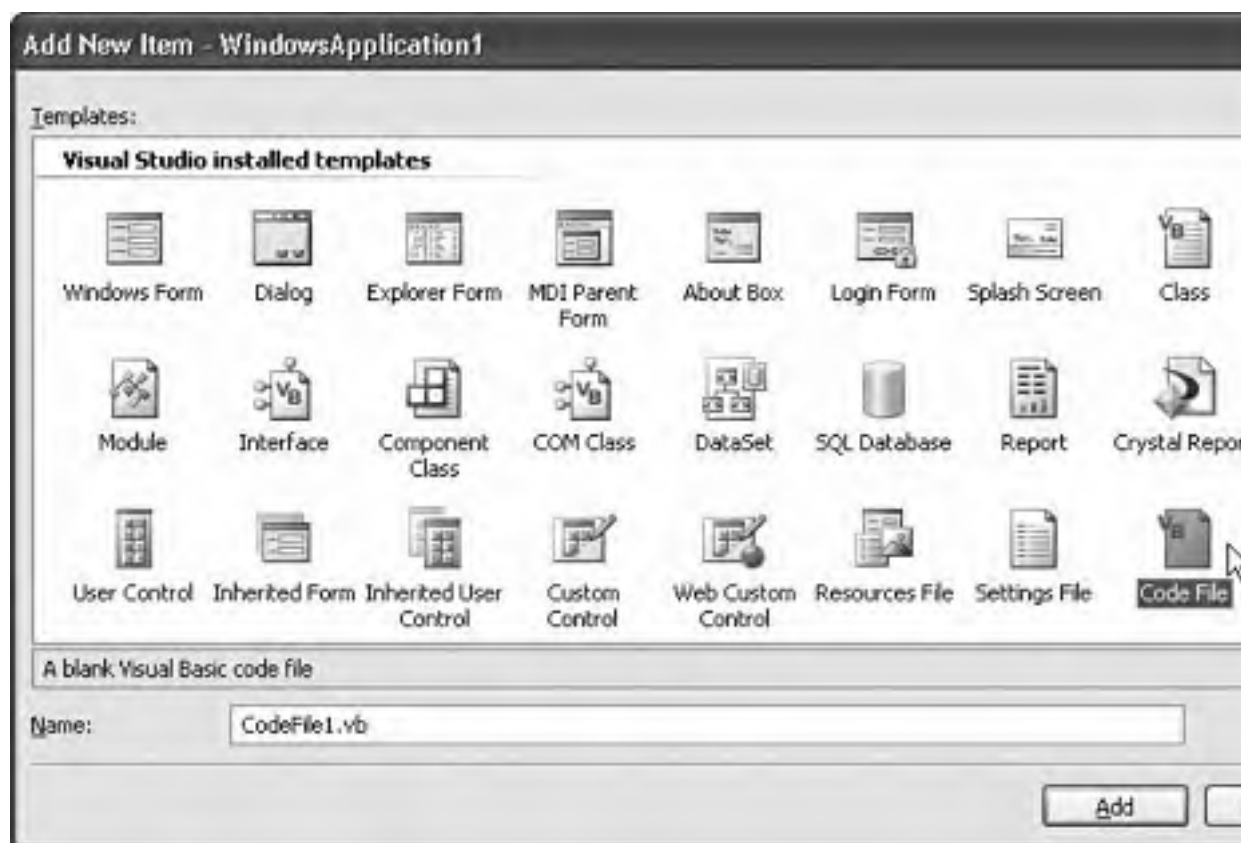 Add New Item - WindowsApplication1
Templates:
Visual Studio installed templates
Windows Form
Dialog
Explorer Form
MDI Parent
Form
About Box
Login Form
Splash Screen
Class
Module
Interface
Component
Class
COM Class
DataSet
SQL Database
Report
Crystal Repor
User Control
Inherited Form
Inherited User
Control
Custom
Control
Web Custom
Control
Resources File
Settings File
Code File
A blank Visual Basic code file
Name:
CodeFile1.vb
Add